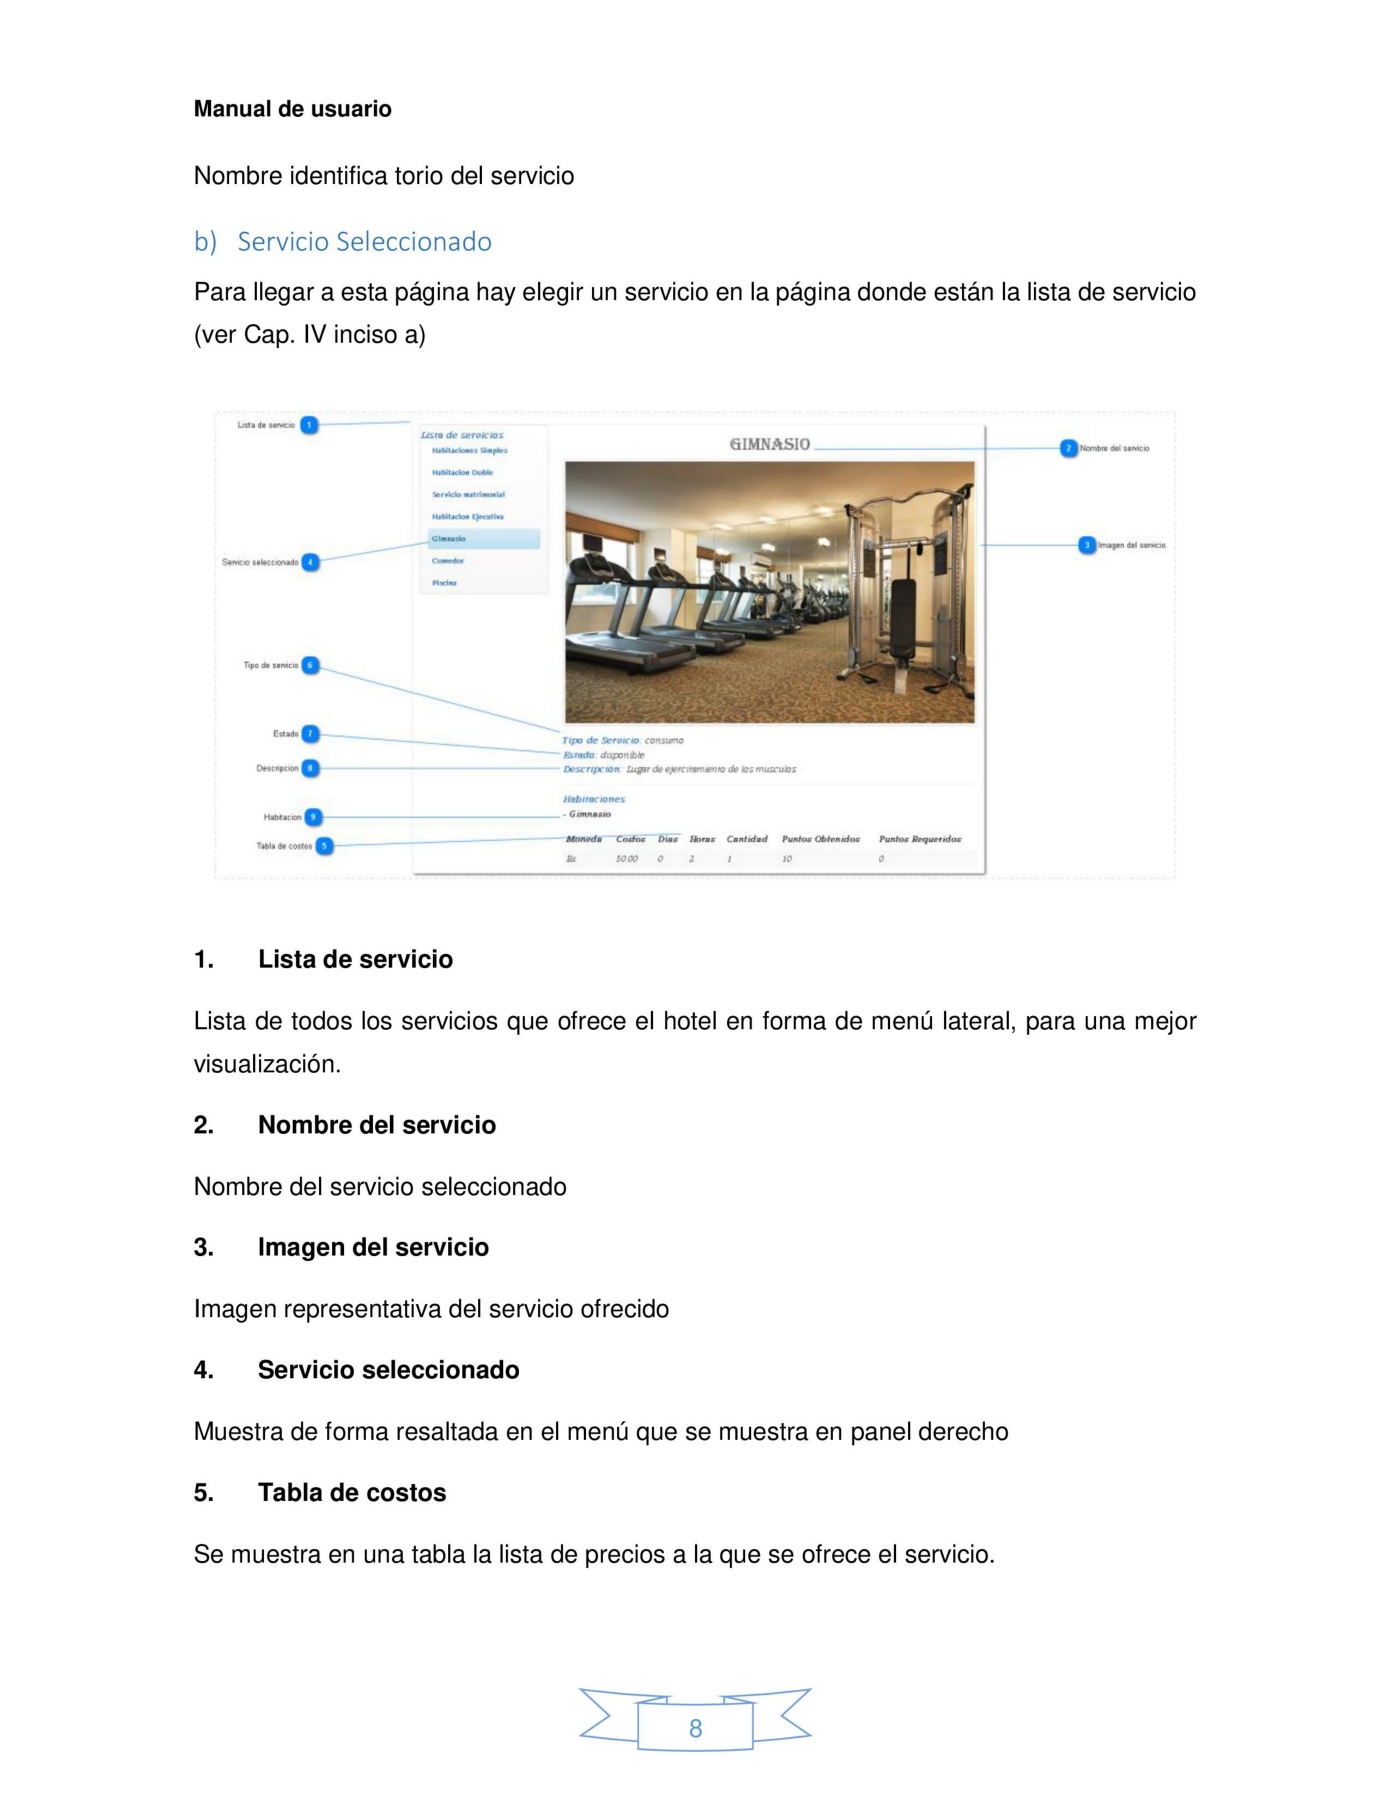 Manual de usuario
Nombre identifica torio del servicio
b) Servicio Seleccionado
Para llegar a esta página hay elegir un servicio en la página donde están la lista de servicio
(ver Cap. IV inciso a)
Lista de servicio 1
Lista de servicios
Habitaciones Simples
Habitacion Doble
Servicio matrimonial
Habitacion Ejecutiva
Gimnasio
Comedor
Piscina
GIMNASIO
2 Nombre del servicio
3 Imagen del servicio
Servicio seleccionado 4
Tipo de servicio 6
Estado 7
Descripcion 8
Habitacion 9
Tabla de costos 5
Tipo de Servicio: consumo
Estado: disponible
Descripcion: Lugar de ejercitamiento de los musculos
Habitaciones
- Gimnasio
Moneda Costos Dias Horas Cantidad Puntos Obtenidos Puntos Requeridos
Bs 50.00 0 2 1 10 0
1. Lista de servicio
Lista de todos los servicios que ofrece el hotel en forma de menú lateral, para una mejor
visualización.
2. Nombre del servicio
Nombre del servicio seleccionado
3. Imagen del servicio
Imagen representativa del servicio ofrecido
4. Servicio seleccionado
Muestra de forma resaltada en el menú que se muestra en panel derecho
5. Tabla de costos
Se muestra en una tabla la lista de precios a la que se ofrece el servicio.
8